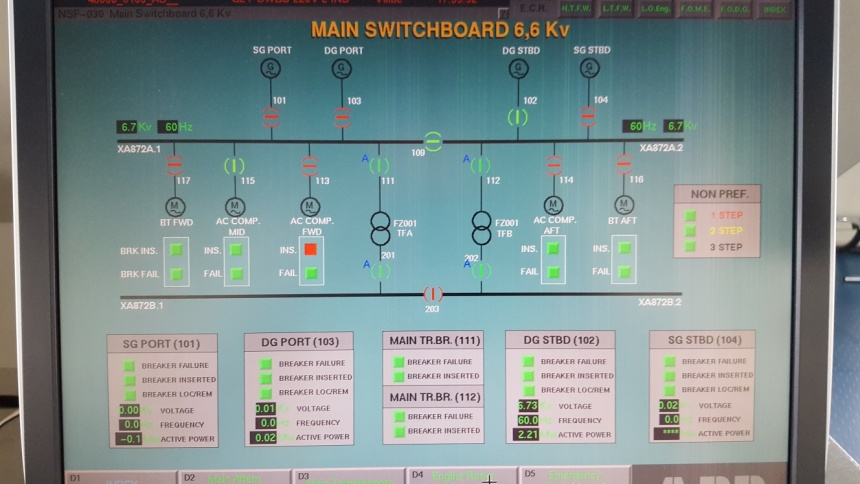 NSF-030 Main Switchboard 6,6 Kv
E.C.R. H.T.F.W. L.T.F.W. L.O.Eng. F.O.M.E. F.O.D.G. INDEX
MAIN SWITCHBOARD 6,6 Kv
SG PORT DG PORT DG STBD SG STBD
G G G G
101 103 102 104
6.7 Kv 60 Hz 60 Hz 6.7 Kv
XA872A.1 109 XA872A.2
117 115 113 A 111 A 112 114 116
M M M M M
BT FWD AC COMP. MID AC COMP. FWD FZ001 TFA FZ001 TFB AC COMP. AFT BT AFT
NON PREF.
1 STEP
2 STEP
3 STEP
BRK INS. INS. INS. INS. INS.
BRK FAIL FAIL FAIL FAIL FAIL
A 201 A 202
XA872B.1 203 XA872B.2
SG PORT (101)
BREAKER FAILURE
BREAKER INSERTED
BREAKER LOC/REM
0.00 VOLTAGE
0.0 FREQUENCY
-0.1 ACTIVE POWER
DG PORT (103)
BREAKER FAILURE
BREAKER INSERTED
BREAKER LOC/REM
0.01 VOLTAGE
0.0 FREQUENCY
0.02 ACTIVE POWER
MAIN TR.BR. (111)
BREAKER FAILURE
BREAKER INSERTED
MAIN TR.BR. (112)
BREAKER FAILURE
BREAKER INSERTED
DG STBD (102)
BREAKER FAILURE
BREAKER INSERTED
BREAKER LOC/REM
6.73 VOLTAGE
60.0 FREQUENCY
2.21 ACTIVE POWER
SG STBD (104)
BREAKER FAILURE
BREAKER INSERTED
BREAKER LOC/REM
0.02 VOLTAGE
0.0 FREQUENCY
**** ACTIVE POWER
D1 D2 D3 D4 D5
INDEX